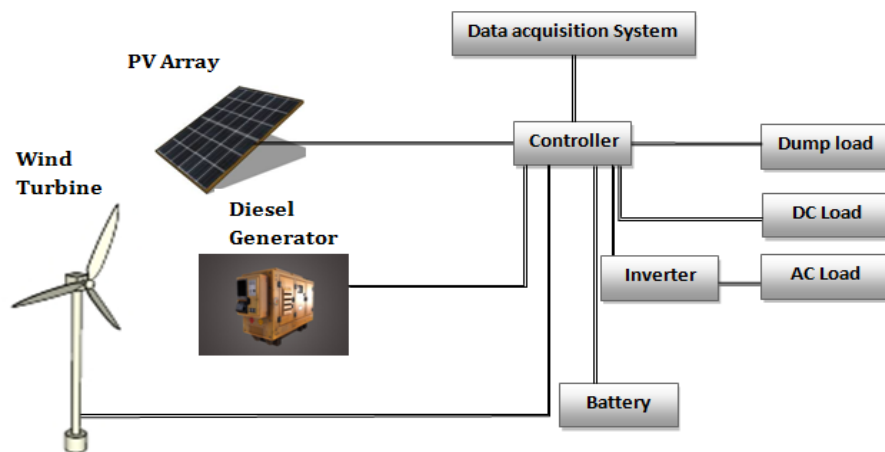 Data acquisition System
PV Array
Controller
Dump load
Wind
Turbine
Diesel
Generator
DC Load
Inverter
AC Load
Battery